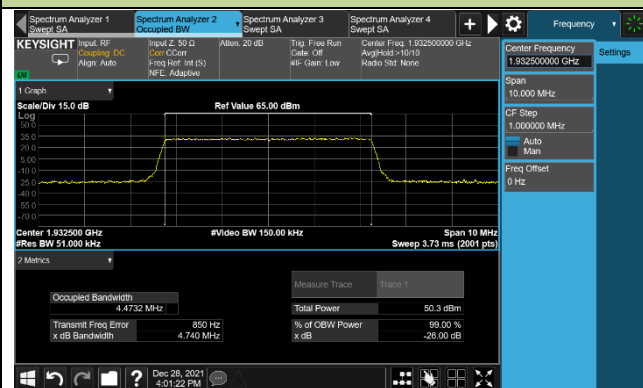 Spectrum Analyzer 1
Swept SA
Spectrum Analyzer 2
Occupied BW
Spectrum Analyzer 3
Swept SA
Spectrum Analyzer 4
Swept SA
Frequency
KEYSIGHT
Input: RF
Coupling: DC
Align: Auto
Input Z: 50 Ω
Corr CCorr
Freq Ref: Int (S)
NFE: Adaptive
Atten: 20 dB
Trig: Free Run
Gate: Off
#IF Gain: Low
Center Freq: 1.932500000 GHz
Avg|Hold:>10/10
Radio Std: None
LM
Center Frequency
1.932500000 GHz
Settings
Span
10.000 MHz
CF Step
1.000000 MHz
Auto
Man
Freq Offset
0 Hz
1 Graph
Scale/Div 15.0 dB
Ref Value 65.00 dBm
Log
50.0
35.0
20.0
5.00
-10.0
-25.0
-40.0
-55.0
-70.0
Center 1.932500 GHz
#Video BW 150.00 kHz
Span 10 MHz
#Res BW 51.000 kHz
Sweep 3.73 ms (2001 pts)
2 Metrics
Measure Trace
Trace 1
Occupied Bandwidth
4.4732 MHz
Total Power
50.3 dBm
Transmit Freq Error
850 Hz
% of OBW Power
99.00 %
x dB Bandwidth
4.740 MHz
x dB
-26.00 dB
Dec 28, 2021
4:01:22 PM